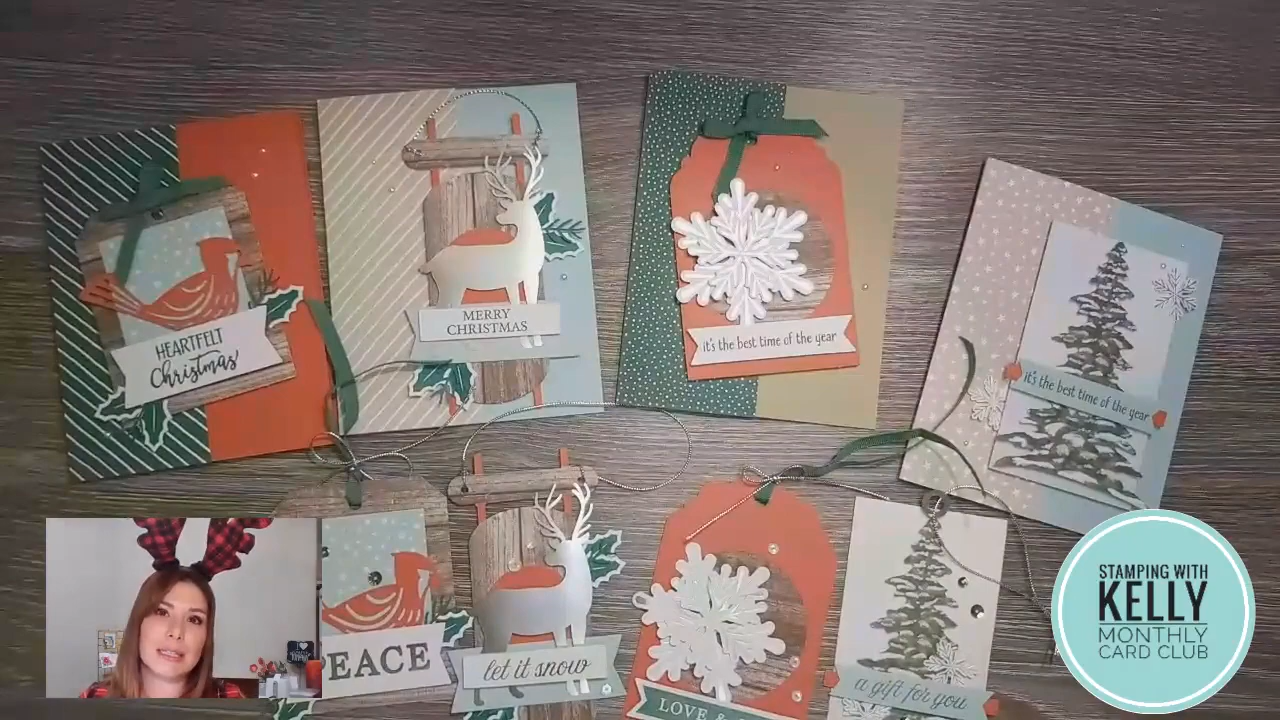 HEARTFELT
Christmas
MERRY
CHRISTMAS
it's the best time of the year
it's the best time of the year
PEACE
let it snow
LOVE &
a gift for you
STAMPING WITH
KELLY
MONTHLY
CARD CLUB